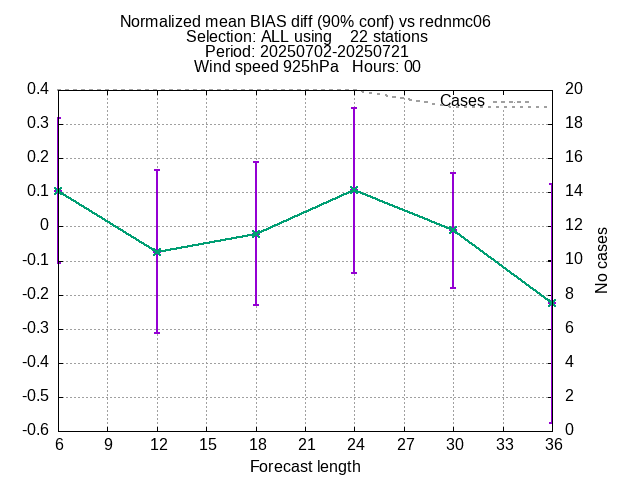 Normalized mean BIAS diff (90% conf) vs rednmc06
Selection: ALL using    22 stations
Period: 20250702-20250721
Wind speed 925hPa   Hours: 00
Cases
0.4
0.3
0.2
0.1
0
-0.1
-0.2
-0.3
-0.4
-0.5
-0.6
20
18
16
14
12
10
8
6
4
2
0
No cases
6 9 12 15 18 21 24 27 30 33 36
Forecast length